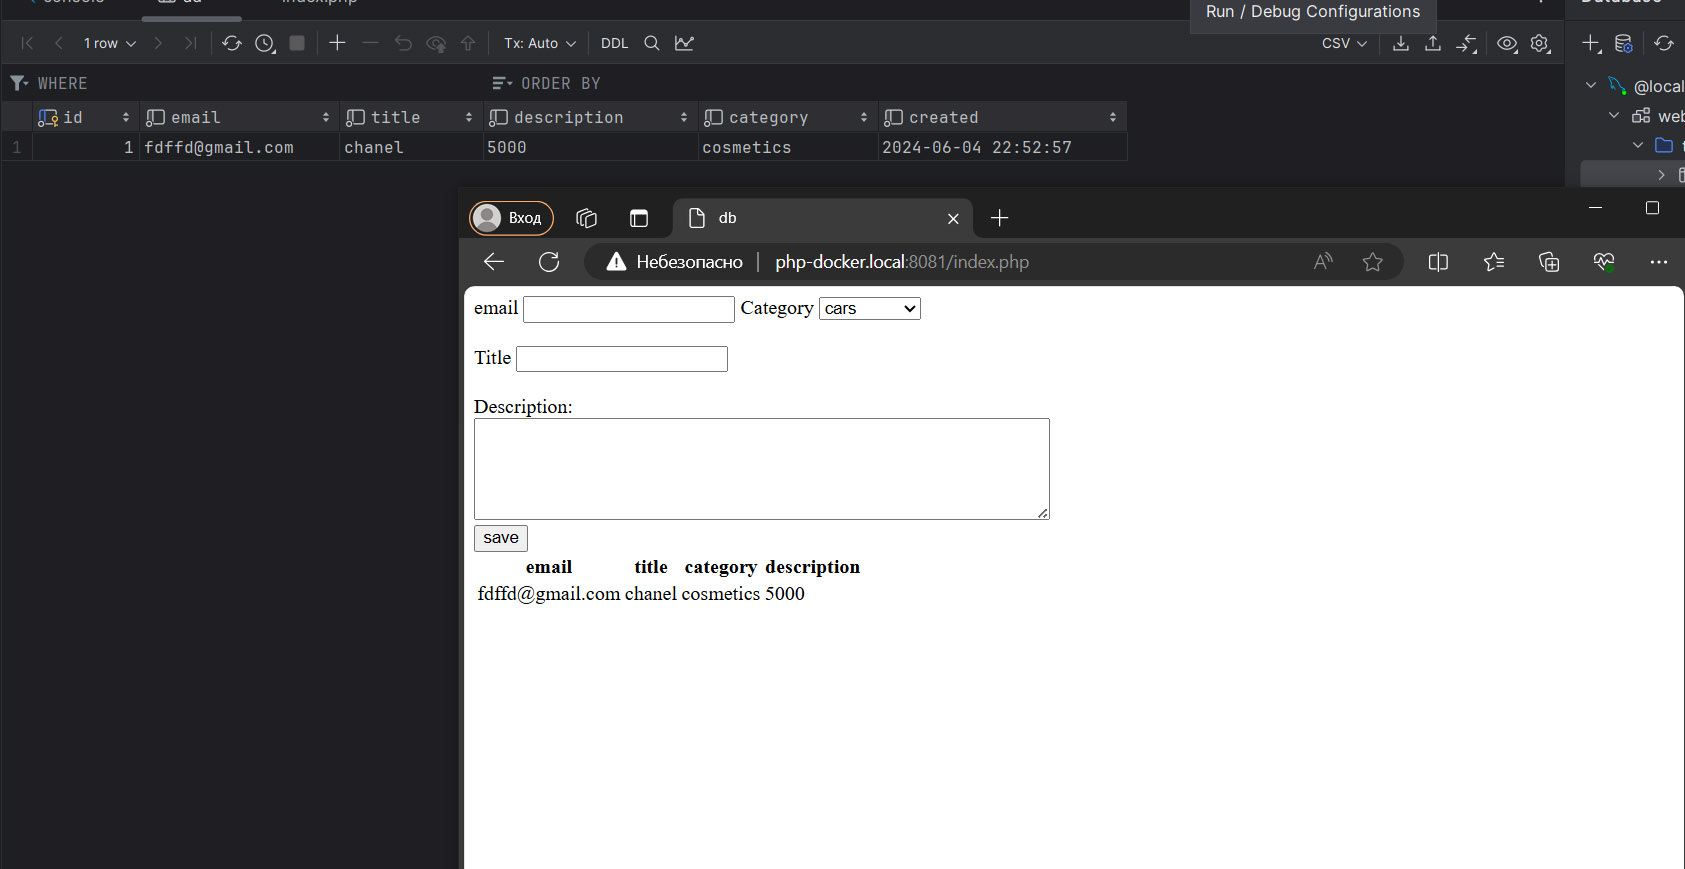 Run / Debug Configurations
1 row
Tx: Auto
DDL
CSV
WHERE
ORDER BY
id email title description category created
1 1 fdffd@gmail.com chanel 5000 cosmetics 2024-06-04 22:52:57
@local
web
Вход
db
Небезопасно | php-docker.local:8081/index.php
email
Category cars
Title
Description:
save
email title category description
fdffd@gmail.com chanel cosmetics 5000